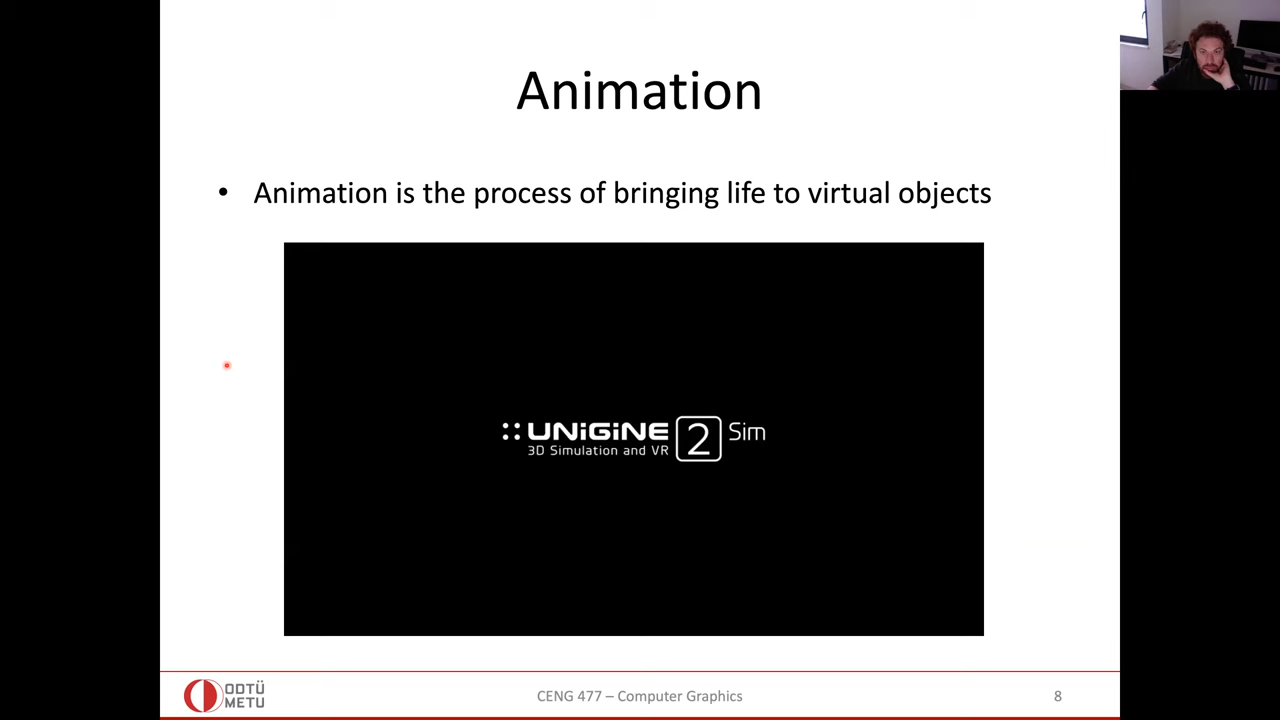 Animation
• Animation is the process of bringing life to virtual objects
UNiGiNE 2 Sim
3D Simulation and VR
ODTÜ
METU
CENG 477 – Computer Graphics
8